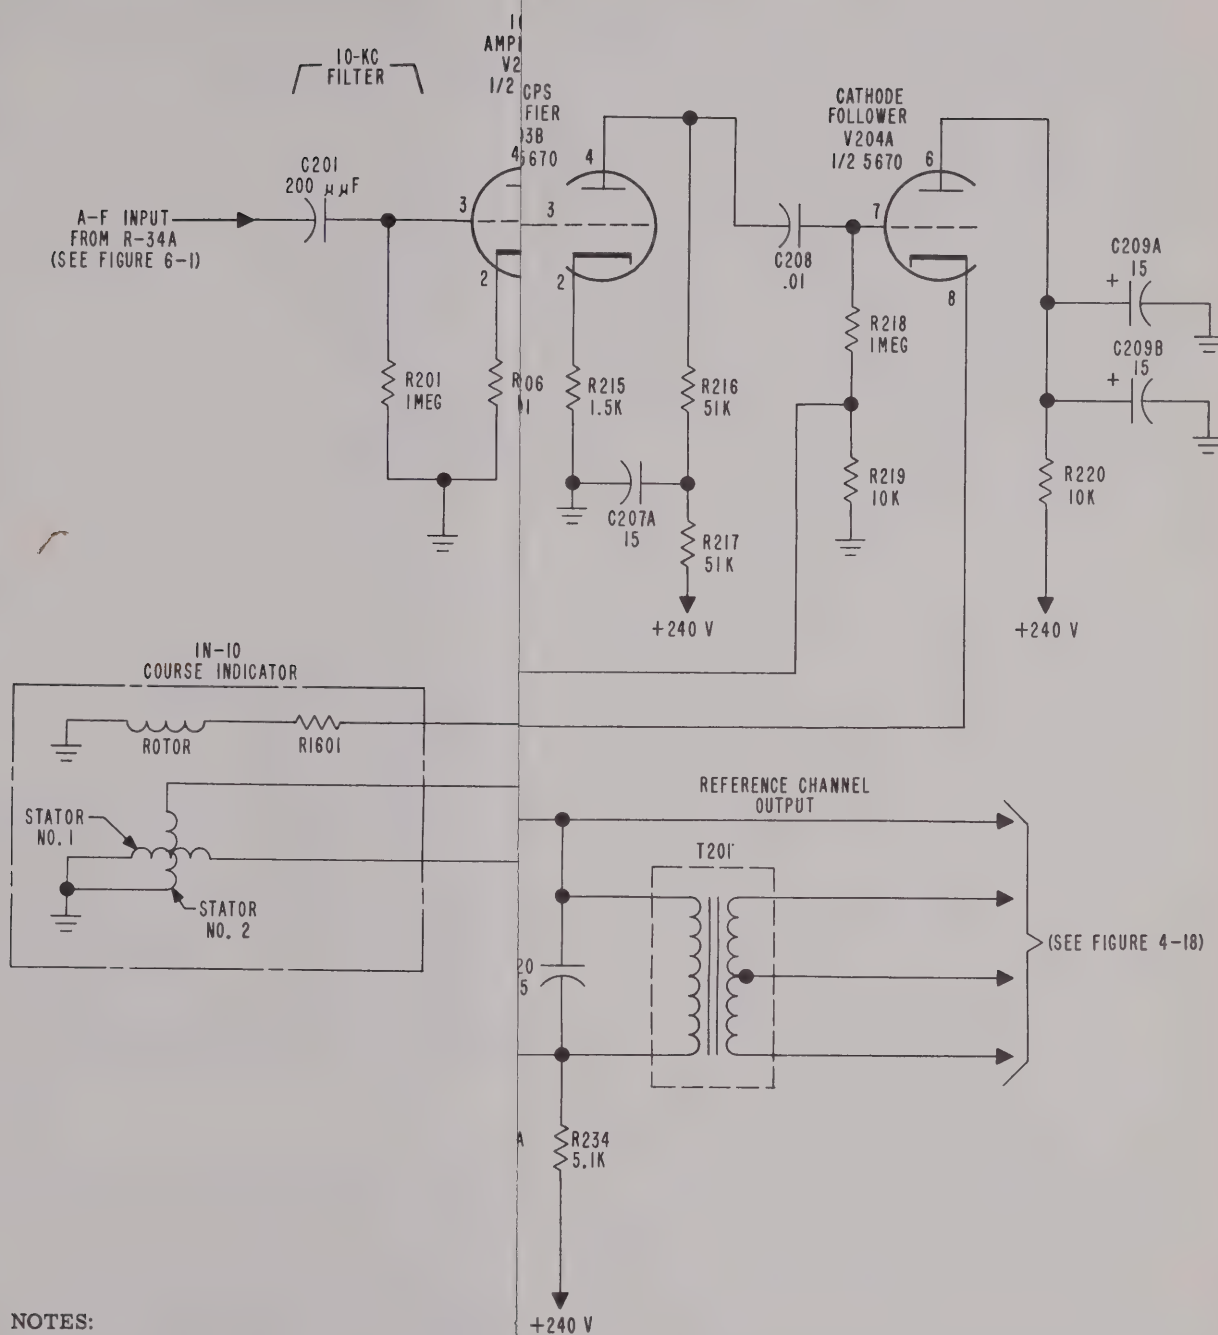 10-KC
FILTER
C201
200 μμF
A-F INPUT
FROM R-34A
(SEE FIGURE 6-1)
3
2
R201
1MEG
AMPL
V2
1/2
CPS
FIER
3B
5670
4
4
3
2
R215
1.5K
C207A
15
R216
51K
R217
51K
+240 V
C208
.01
CATHODE
FOLLOWER
V204A
1/2 5670
6
7
8
R218
1MEG
R219
10K
C209A
+ 15
C209B
+ 15
R220
10K
+240 V
IN-10
COURSE INDICATOR
ROTOR
R1601
STATOR
NO. 1
STATOR
NO. 2
REFERENCE CHANNEL
OUTPUT
T201
(SEE FIGURE 4-18)
20
5
A
R234
5.1K
+240 V
NOTES: